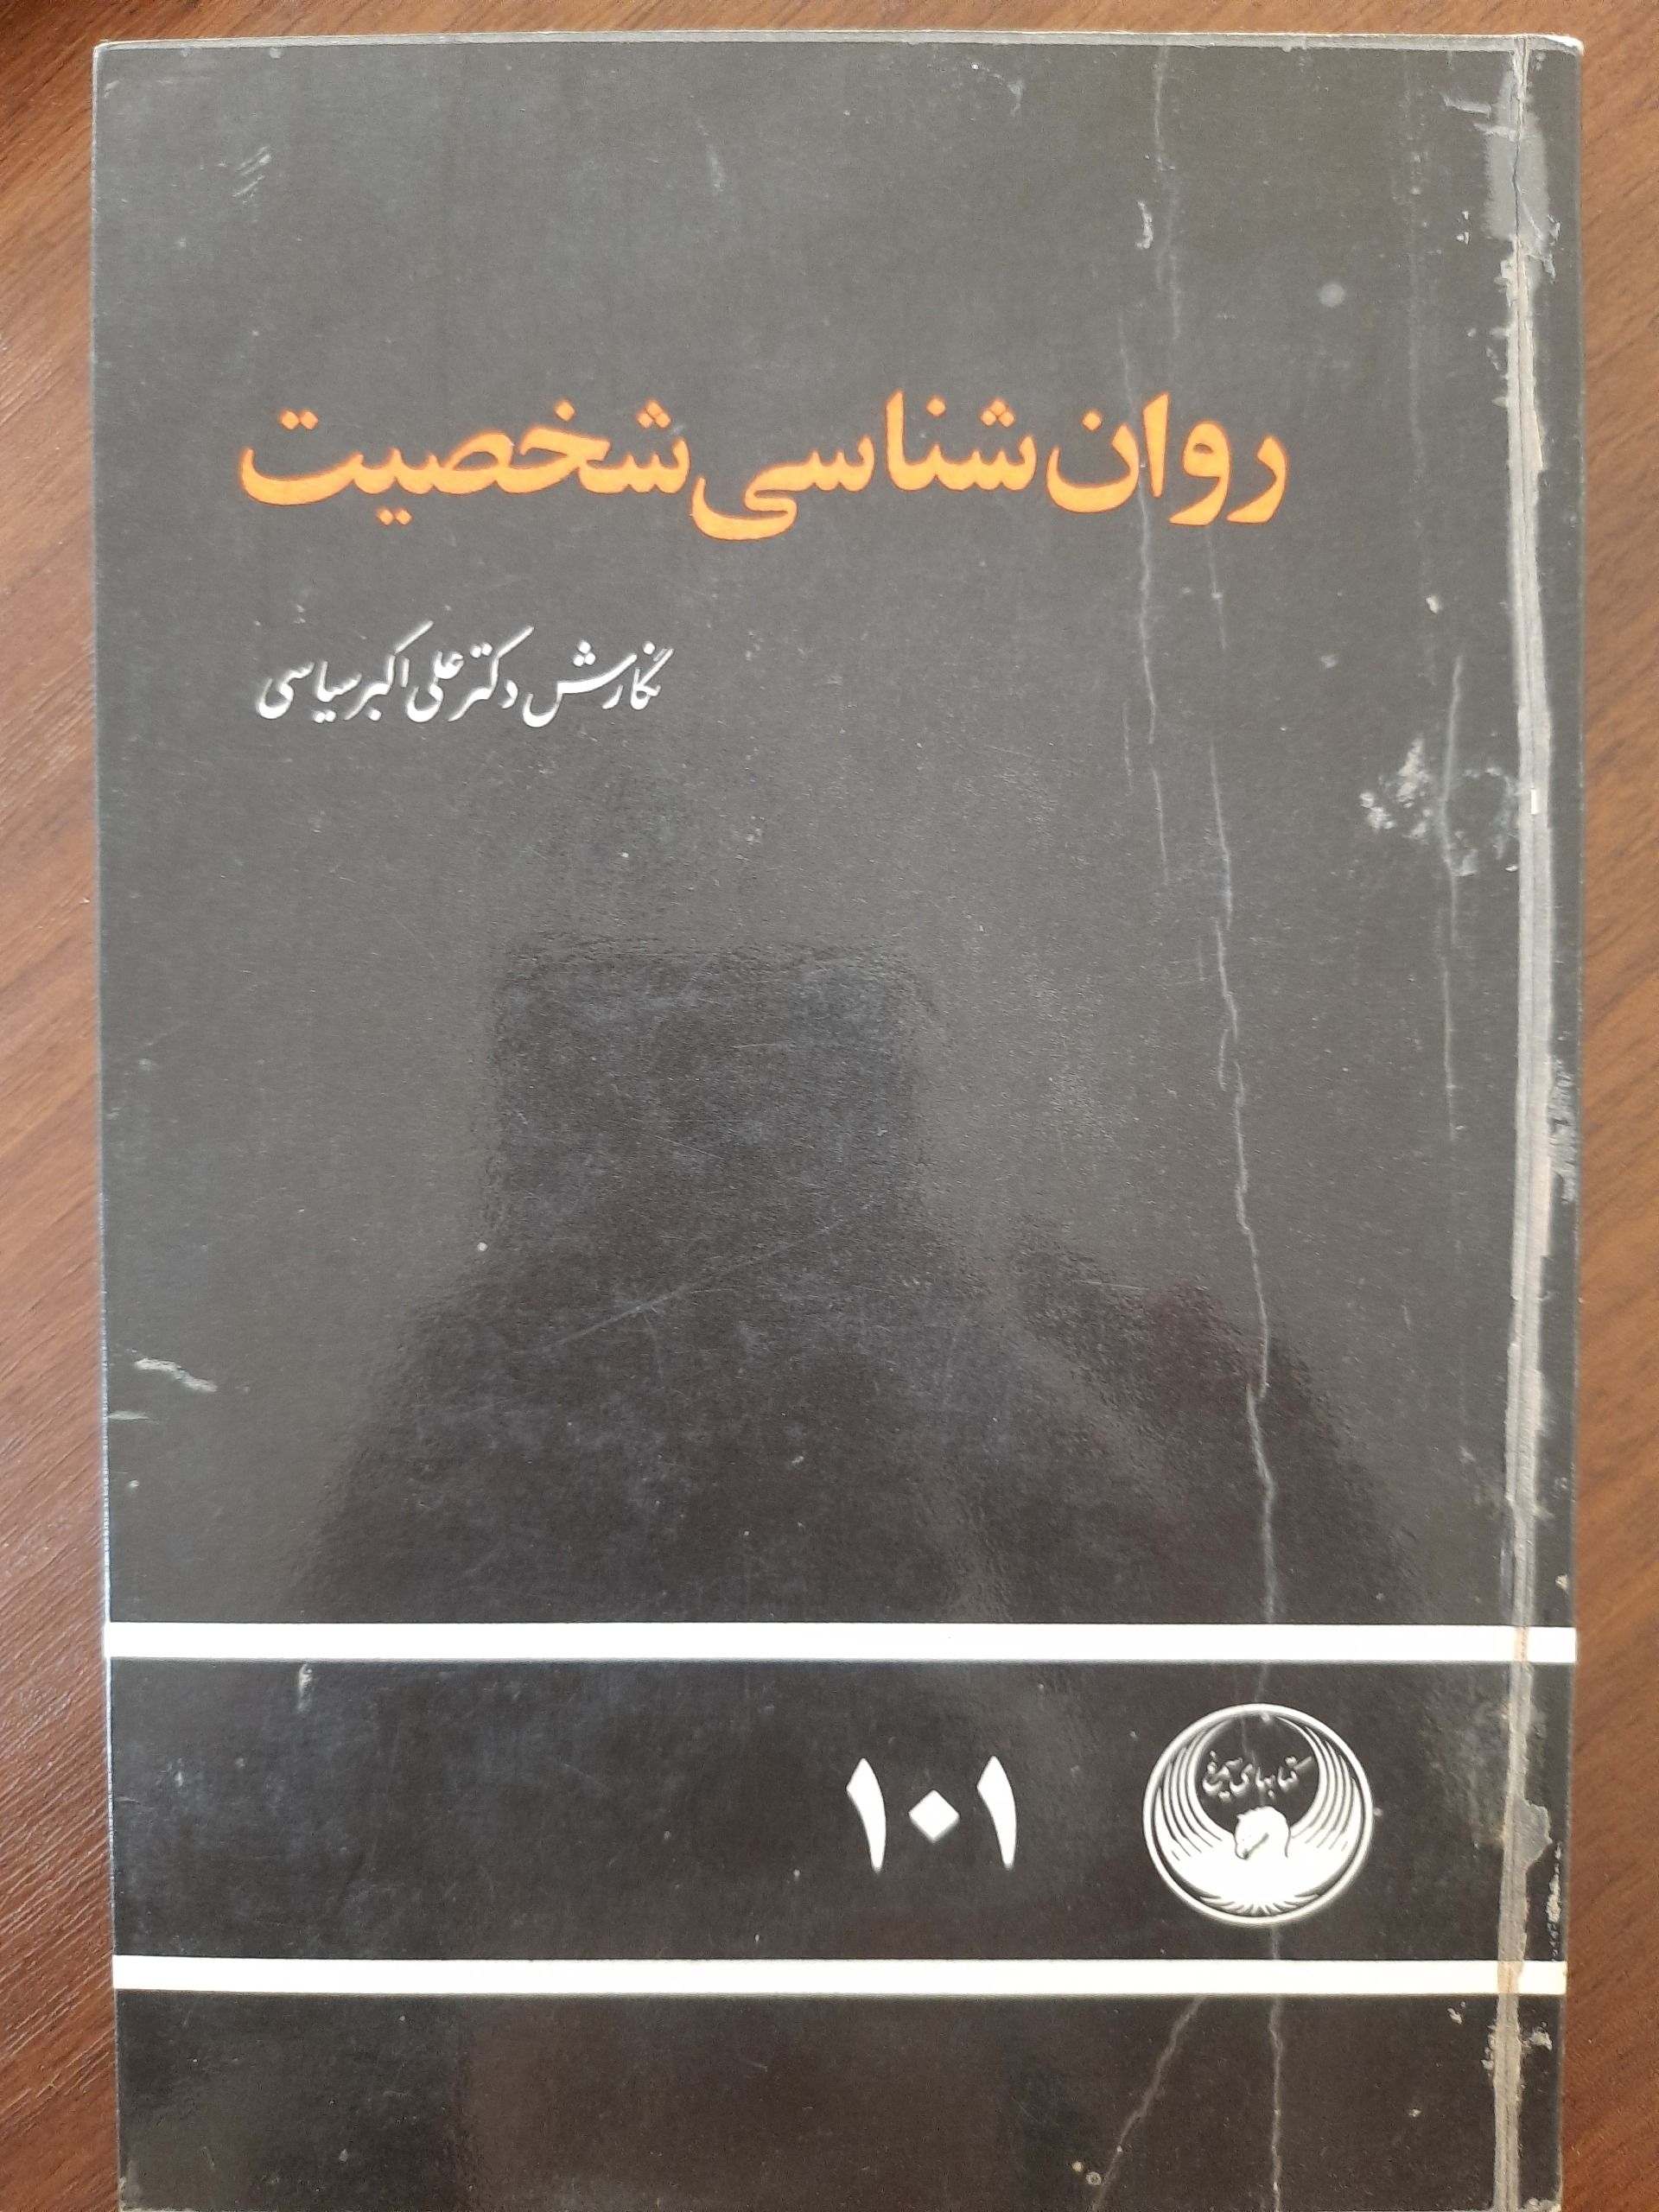 روان شناسی شخصیت
نگارش دکتر علی اکبر سیاسی
کتابهای سیمرغ
۱۰۱